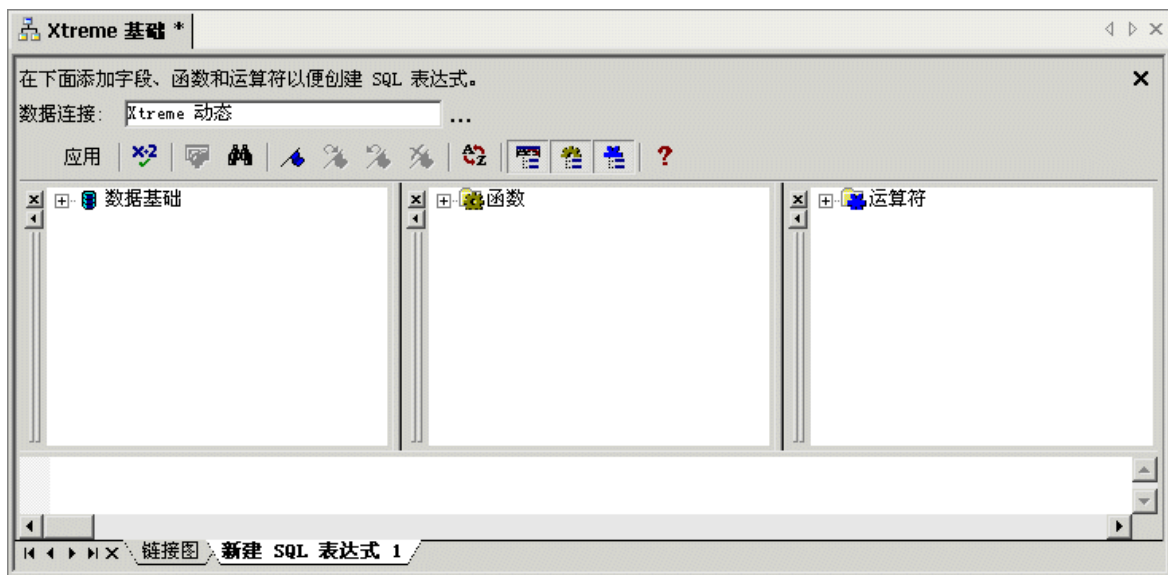 Xtreme 基础 *
在下面添加字段、函数和运算符以便创建 SQL 表达式。
数据连接: Xtreme 动态 ...
应用 x+2 A Z ?
数据基础 函数 运算符
链接图 新建 SQL 表达式 1